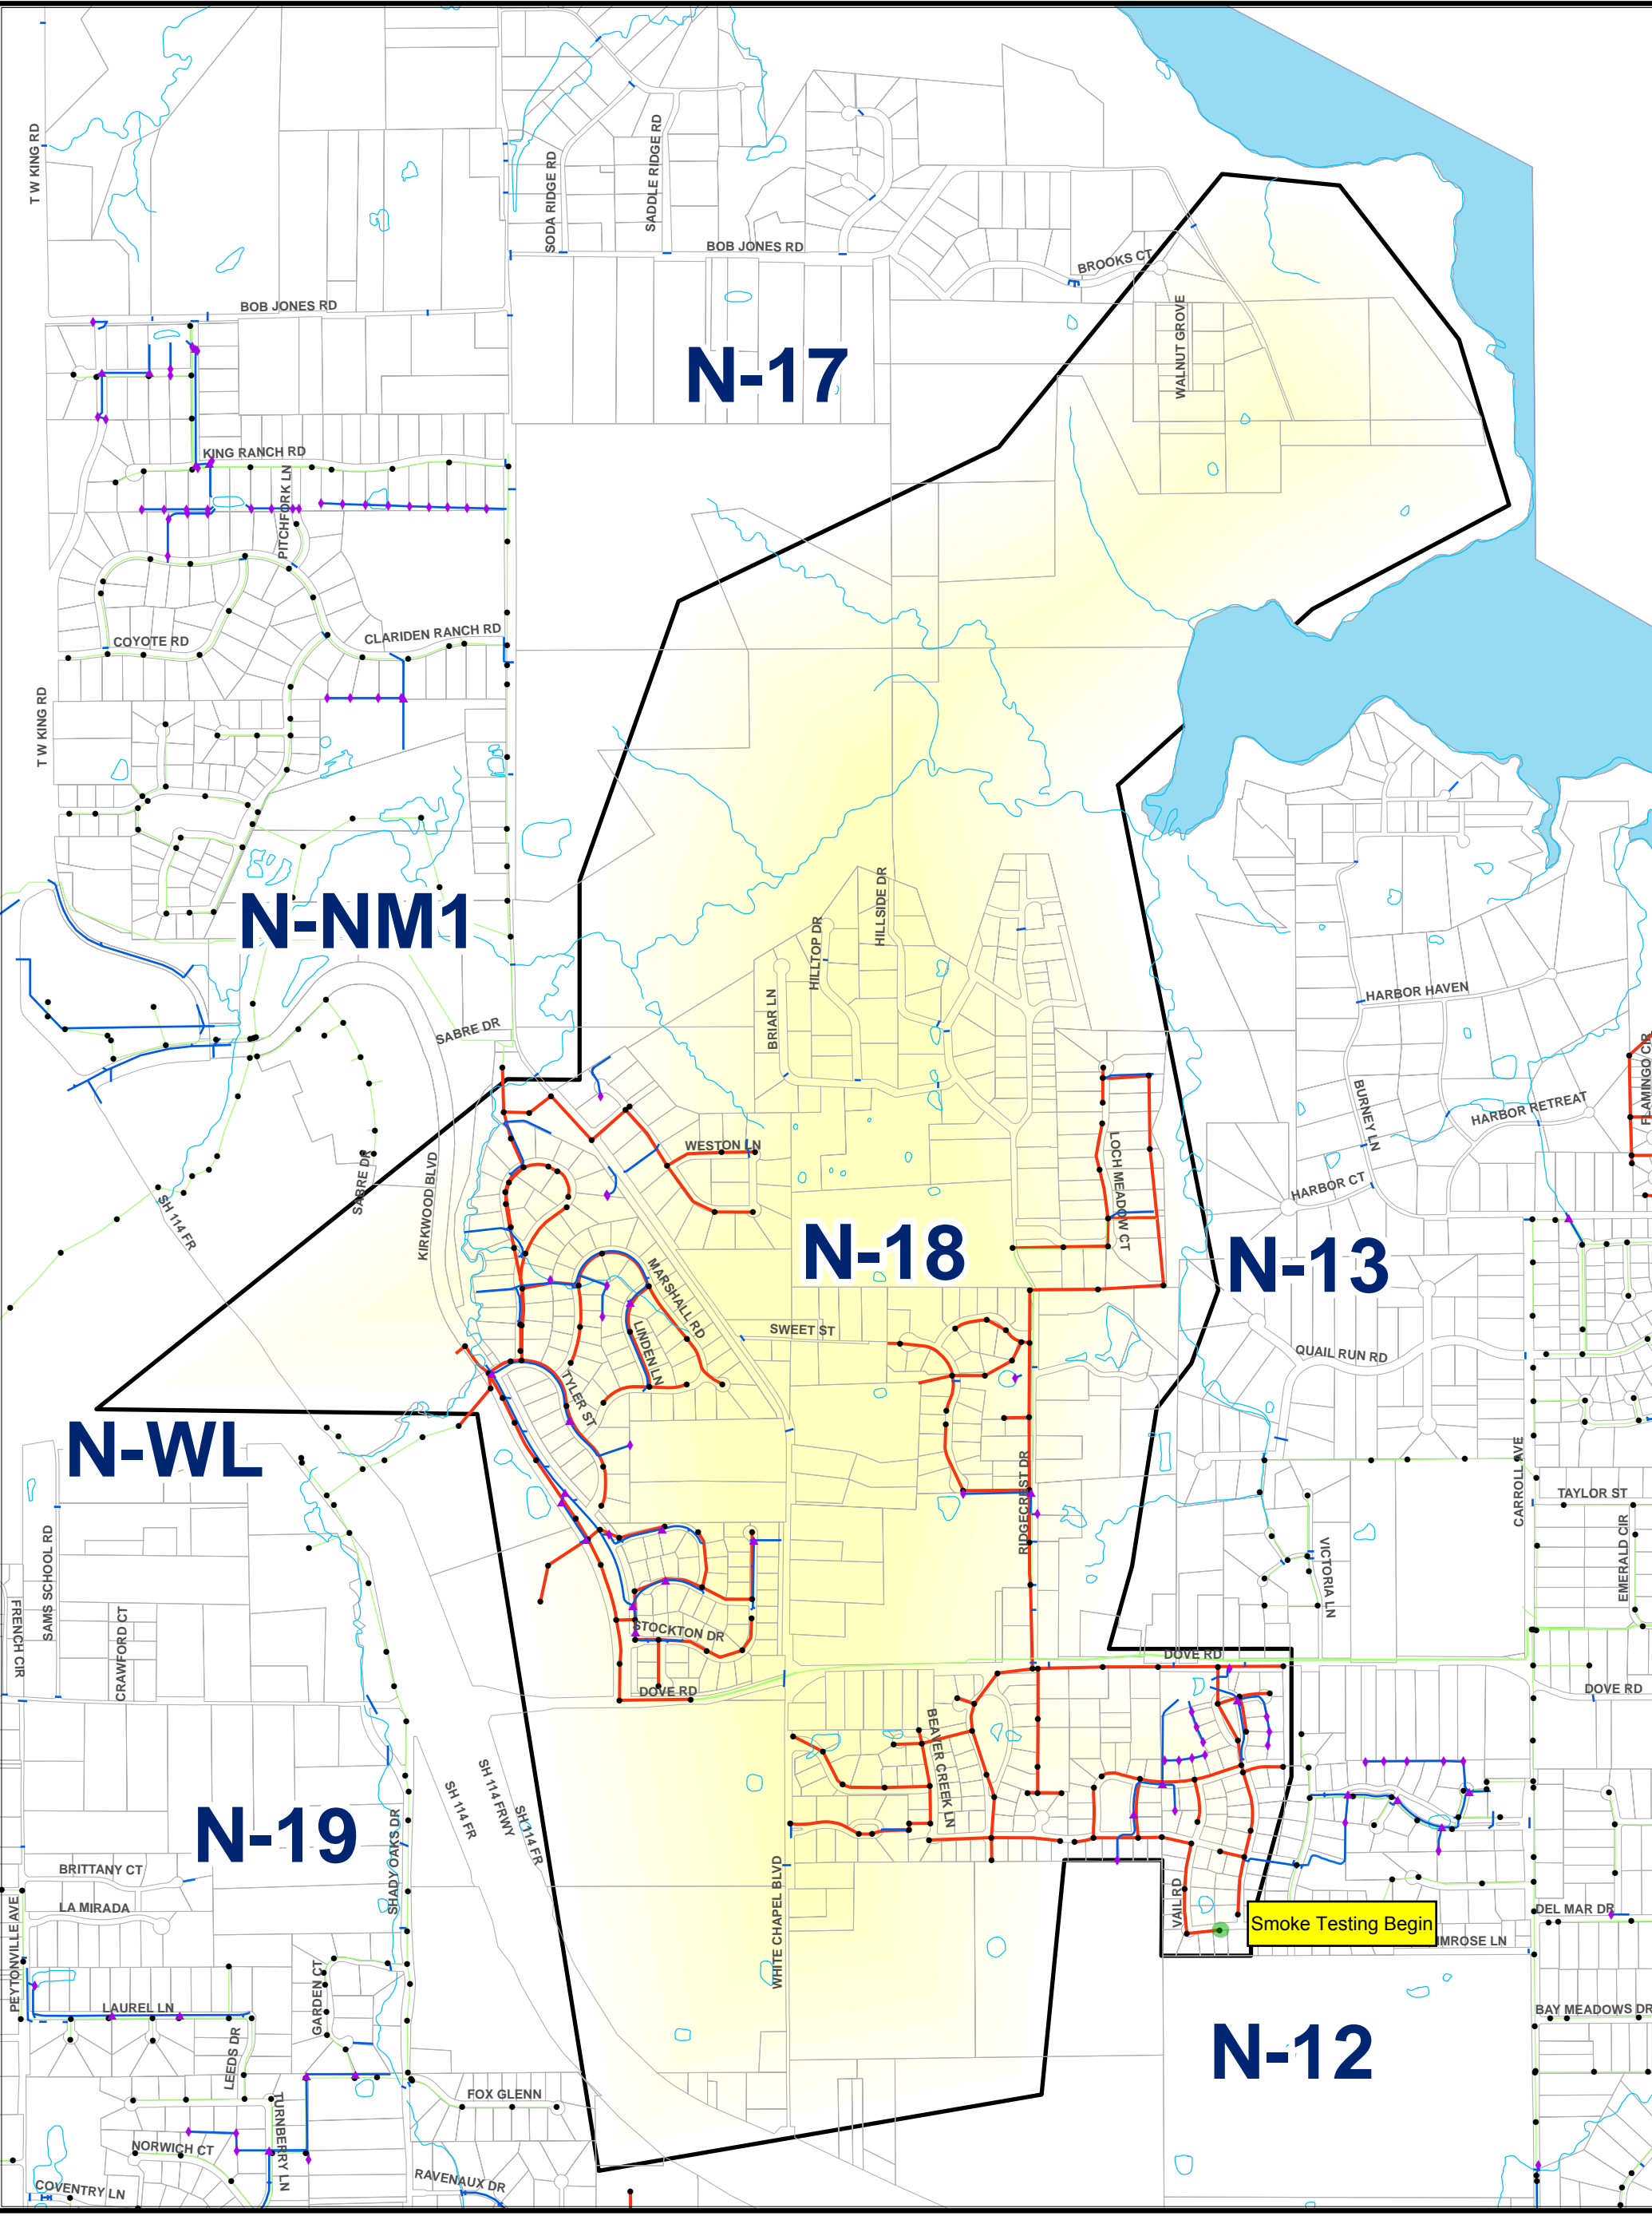 T W KING RD
SODA RIDGE RD
SADDLE RIDGE RD
BOB JONES RD
BROOKS CT
BOB JONES RD
WALNUT GROVE
N-17
KING RANCH RD
PITCHFORK LN
COYOTE RD
CLARIDEN RANCH RD
T W KING RD
N-NM1
HILLTOP DR
HILLSIDE DR
BRIAR LN
HARBOR HAVEN
SABRE DR
FLAMINGO CIR
BURNEY LN
HARBOR RETREAT
WESTON LN
LOCH MEADOW CT
SABRE DR
HARBOR CT
SH 114 FR
KIRKWOOD BLVD
N-18
N-13
MARSHALL RD
SWEET ST
LINDEN LN
QUAIL RUN RD
TYLER ST
N-WL
RIDGECREST DR
CARROLL AVE
TAYLOR ST
EMERALD CIR
SAMS SCHOOL RD
VICTORIA LN
FRENCH CIR
CRAWFORD CT
STOCKTON DR
DOVE RD
DOVE RD
DOVE RD
BEAVER CREEK LN
N-19
SH 114 FR
SH 114 FRWY
SH 114 FR
SHADY OAKS DR
BRITTANY CT
LA MIRADA
PEYTONVILLE AVE
WHITE CHAPEL BLVD
VAIL RD
Smoke Testing Begin
IMROSE LN
DEL MAR DR
LAUREL LN
GARDEN CT
LEEDS DR
BAY MEADOWS DR
N-12
FOX GLENN
TURNBERRY LN
NORWICH CT
COVENTRY LN
RAVENAUX DR